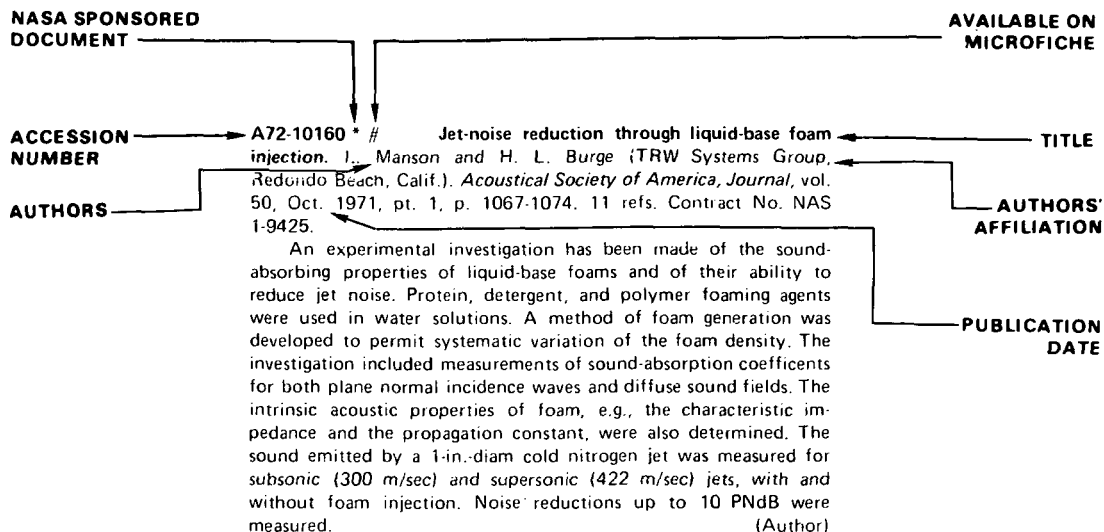 NASA SPONSORED
DOCUMENT
AVAILABLE ON
MICROFICHE
ACCESSION
NUMBER
A72-10160 * # Jet-noise reduction through liquid-base foam
TITLE
injection. L. Manson and H. L. Burge (TRW Systems Group,
Redondo Beach, Calif.). Acoustical Society of America, Journal, vol.
AUTHORS
50, Oct. 1971, pt. 1, p. 1067-1074. 11 refs. Contract No. NAS
AUTHORS'
AFFILIATION
1-9425.
An experimental investigation has been made of the sound-
absorbing properties of liquid-base foams and of their ability to
reduce jet noise. Protein, detergent, and polymer foaming agents
were used in water solutions. A method of foam generation was
PUBLICATION
DATE
developed to permit systematic variation of the foam density. The
investigation included measurements of sound-absorption coefficents
for both plane normal incidence waves and diffuse sound fields. The
intrinsic acoustic properties of foam, e.g., the characteristic im-
pedance and the propagation constant, were also determined. The
sound emitted by a 1-in.-diam cold nitrogen jet was measured for
subsonic (300 m/sec) and supersonic (422 m/sec) jets, with and
without foam injection. Noise reductions up to 10 PNdB were
measured. (Author)